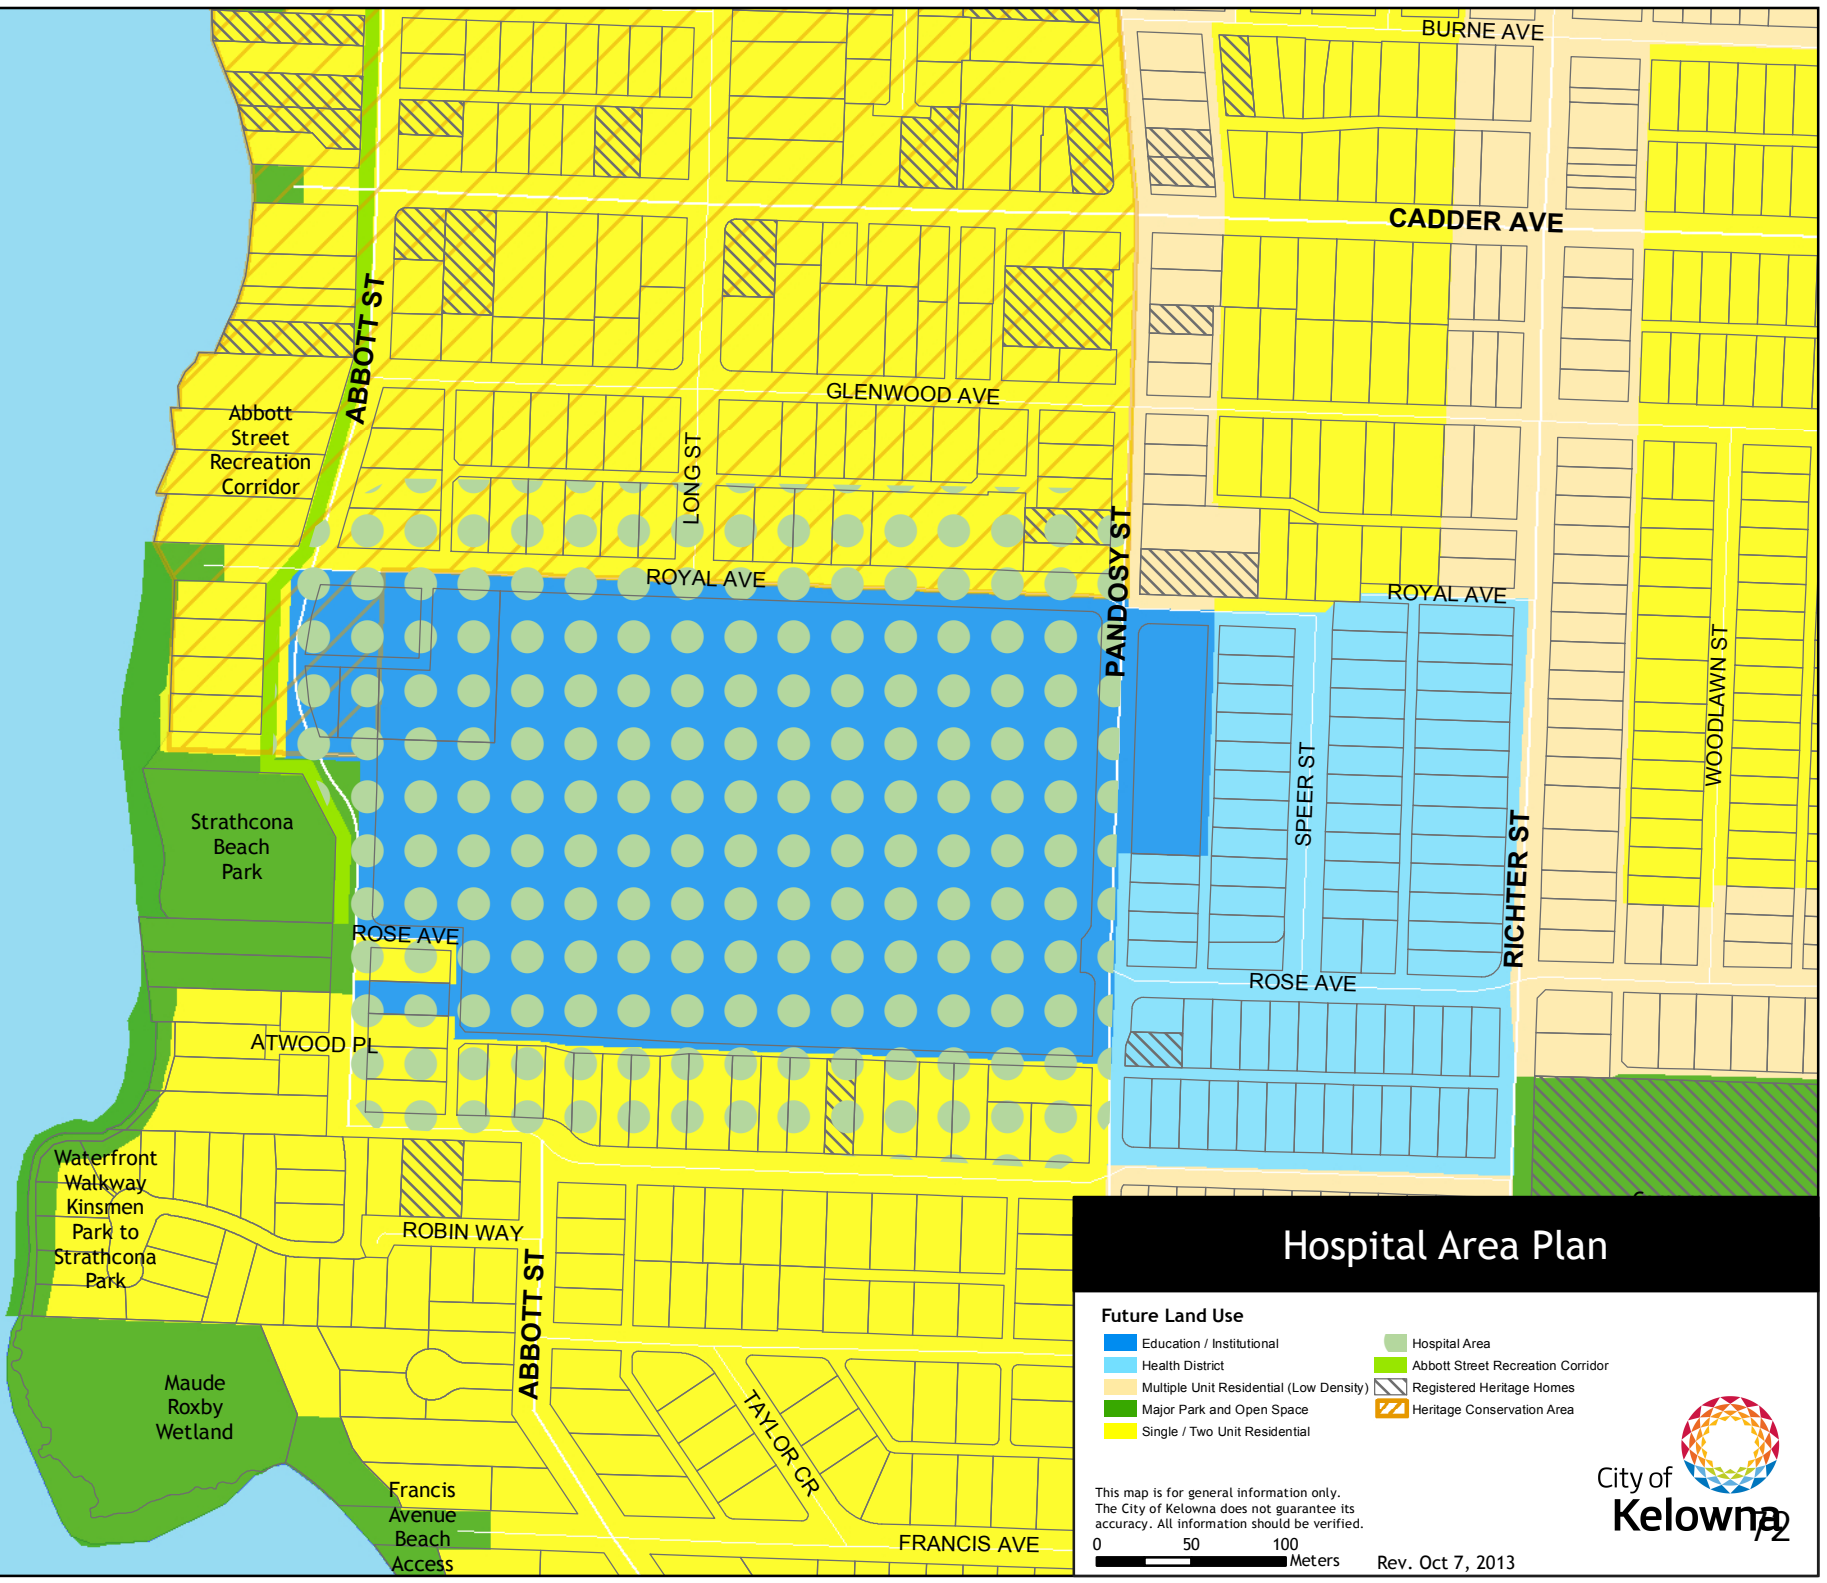 BURNE AVE
CADDER AVE
ABBOTT ST
GLENWOOD AVE
Abbott
Street
Recreation
Corridor
LONG ST
PANDOSY ST
ROYAL AVE
ROYAL AVE
WOODLAWN ST
SPEER ST
Strathcona
Beach
Park
RICHTER ST
ROSE AVE
ROSE AVE
ATWOOD PL
Waterfront
Walkway
Kinsmen
Park to
Strathcona
Park
ROBIN WAY
ABBOTT ST
Maude
Roxby
Wetland
TAYLOR CR
Francis
Avenue
Beach
Access
FRANCIS AVE
Hospital Area Plan
Future Land Use
Education / Institutional
Health District
Multiple Unit Residential (Low Density)
Major Park and Open Space
Single / Two Unit Residential
Hospital Area
Abbott Street Recreation Corridor
Registered Heritage Homes
Heritage Conservation Area
This map is for general information only.
The City of Kelowna does not guarantee its
accuracy. All information should be verified.
0 50 100
Meters
Rev. Oct 7, 2013
City of
Kelowna
72